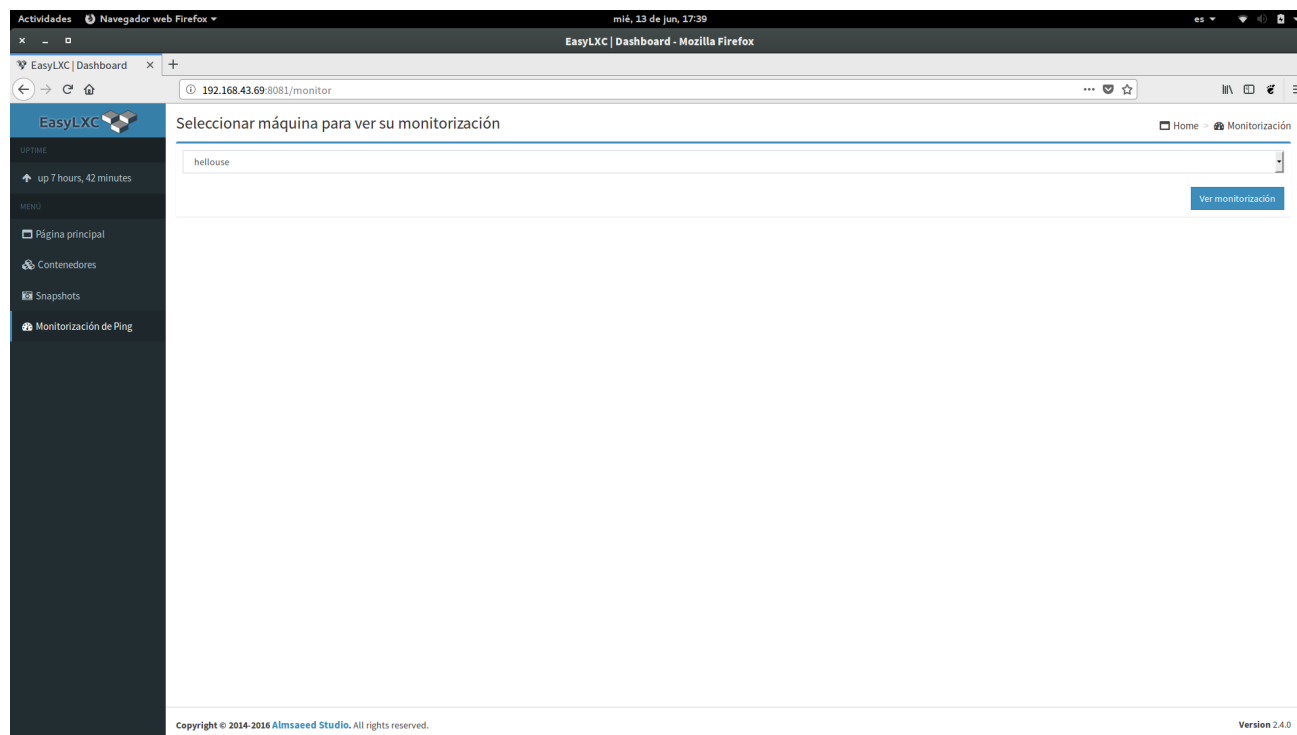 Actividades Navegador web Firefox mié, 13 de jun, 17:39 es
EasyLXC | Dashboard - Mozilla Firefox
EasyLXC | Dashboard × +
192.168.43.69:8081/monitor
EasyLXC
Seleccionar máquina para ver su monitorización
Home > Monitorización
UPTIME
up 7 hours, 42 minutes
MENÚ
Página principal
Contenedores
Snapshots
Monitorización de Ping
hellouse
Ver monitorización
Copyright © 2014-2016 Almsaeed Studio. All rights reserved.
Version 2.4.0